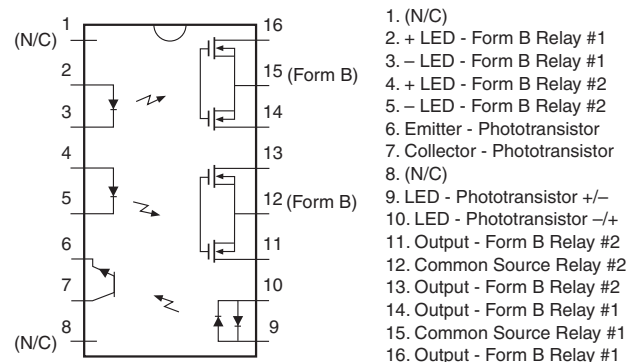 1
(N/C)
2
3
4
5
6
7
8
(N/C)
16
15 (Form B)
14
13
12 (Form B)
11
10
9
1. (N/C)
2. + LED - Form B Relay #1
3. – LED - Form B Relay #1
4. + LED - Form B Relay #2
5. – LED - Form B Relay #2
6. Emitter - Phototransistor
7. Collector - Phototransistor
8. (N/C)
9. LED - Phototransistor +/–
10. LED - Phototransistor –/+
11. Output - Form B Relay #2
12. Common Source Relay #2
13. Output - Form B Relay #2
14. Output - Form B Relay #1
15. Common Source Relay #1
16. Output - Form B Relay #1